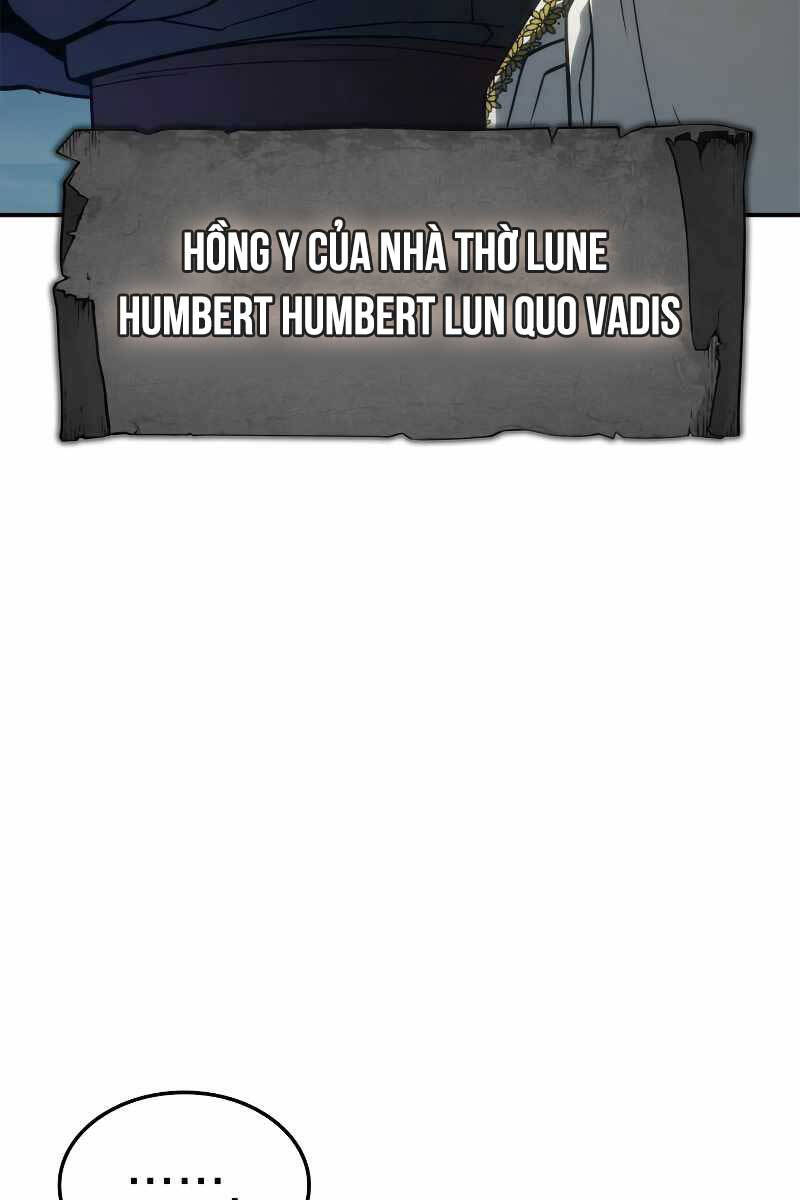 HỒNG Y CỦA NHÀ THỜ LUNE
HUMBERT HUMBERT LUN QUO VADIS
......